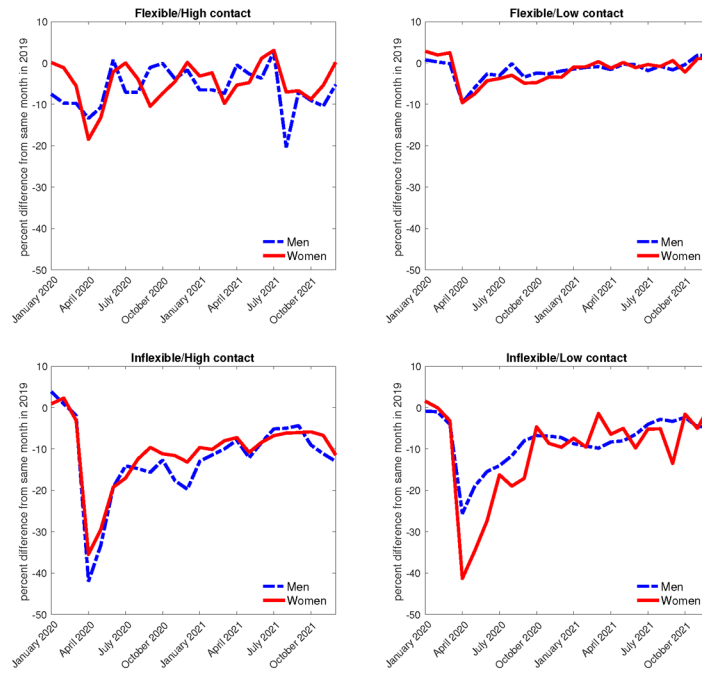 Flexible/High contact
10
0
-10
-20
-30
-40
-50
percent difference from same month in 2019
Men
Women
January 2020
April 2020
July 2020
October 2020
January 2021
April 2021
July 2021
October 2021
Flexible/Low contact
10
0
-10
-20
-30
-40
-50
percent difference from same month in 2019
Men
Women
January 2020
April 2020
July 2020
October 2020
January 2021
April 2021
July 2021
October 2021
Inflexible/High contact
10
0
-10
-20
-30
-40
-50
percent difference from same month in 2019
Men
Women
January 2020
April 2020
July 2020
October 2020
January 2021
April 2021
July 2021
October 2021
Inflexible/Low contact
10
0
-10
-20
-30
-40
-50
percent difference from same month in 2019
Men
Women
January 2020
April 2020
July 2020
October 2020
January 2021
April 2021
July 2021
October 2021